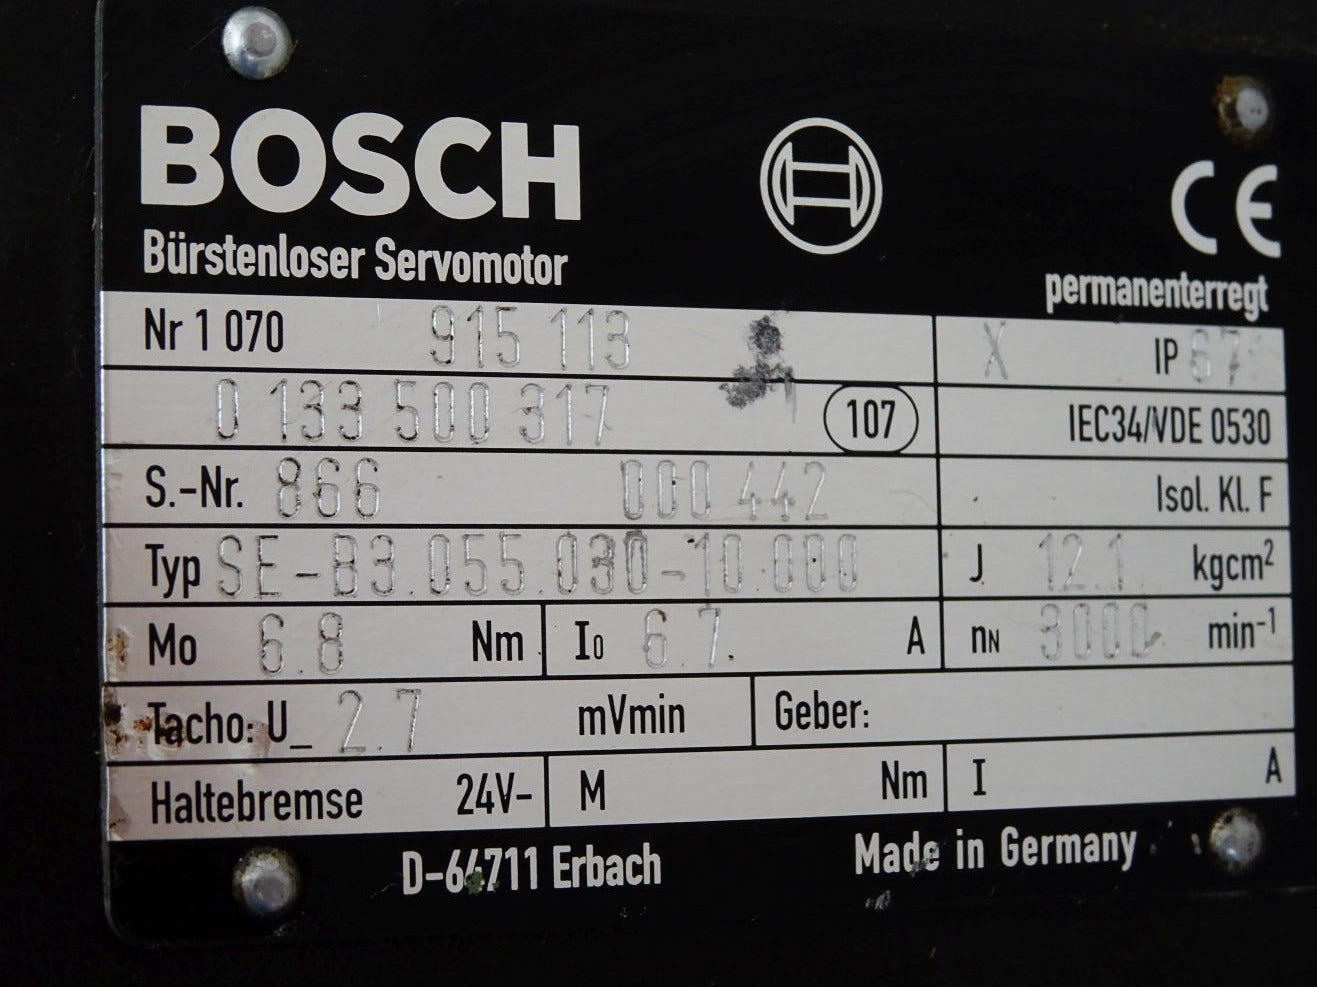 BOSCH
CE
Bürstenloser Servomotor
permanenterregt
Nr 1 070 915 113 X IP 67
0 133 500 317 107 IEC34/VDE 0530
S.-Nr. 866 000 442 Isol. Kl. F
Typ SE-B3.055.030-10.000 J 12.1 kgcm²
Mo 6.8 Nm I₀ 6.7. A nN 3000 min⁻¹
Tacho: U_ 2.7 mVmin Geber:
Haltebremse 24V- M Nm I A
D-64711 Erbach Made in Germany